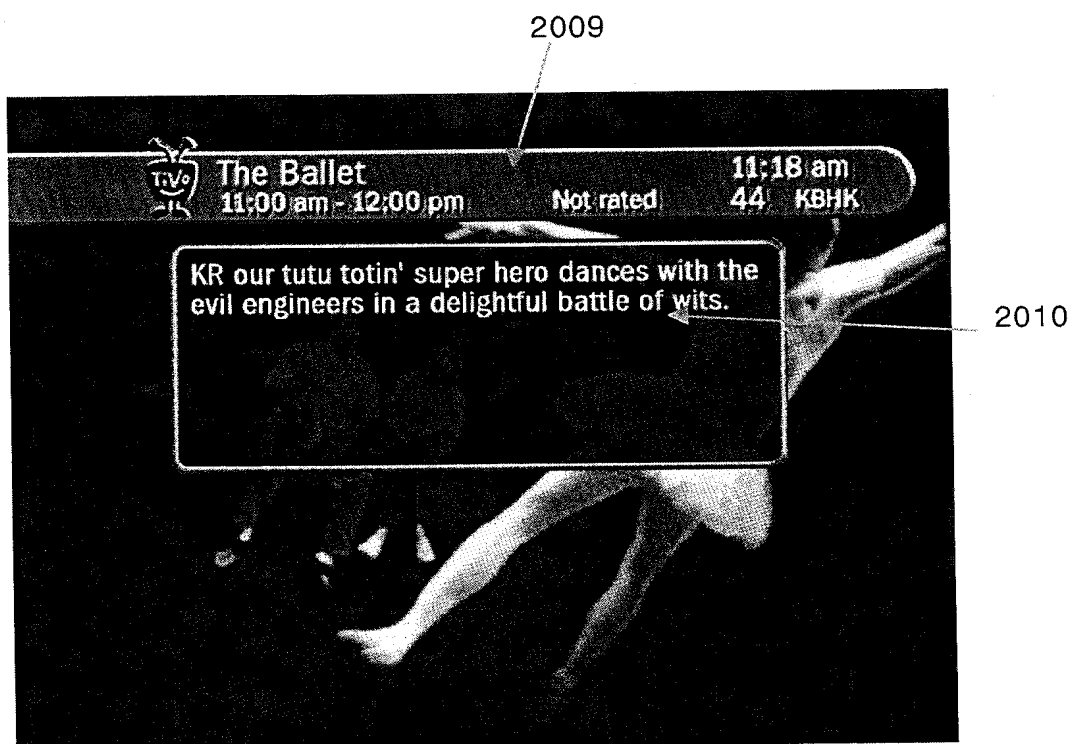 2009
TiVo
The Ballet
11:18 am
11:00 am - 12:00 pm Not rated 44 KBHK
KR our tutu totin' super hero dances with the
evil engineers in a delightful battle of wits.
2010